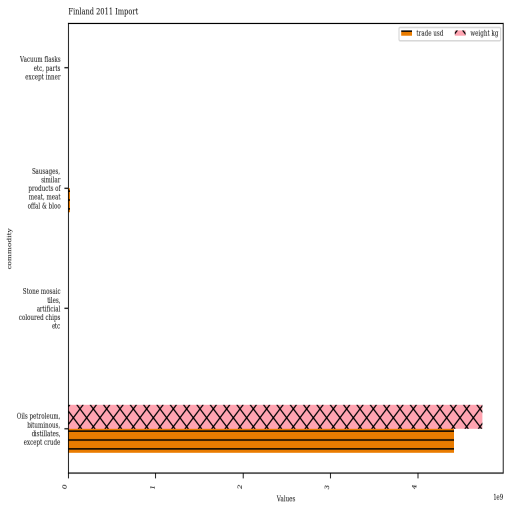 Finland 2011 Import
trade usd
weight kg
Vacuum flasks
etc, parts
except inner
Sausages,
similar
products of
meat, meat
offal & bloo
commodity
Stone mosaic
tiles,
artificial
coloured chips
etc
Oils petroleum,
bituminous,
distillates,
except crude
0
1
2
3
4
Values
1e9